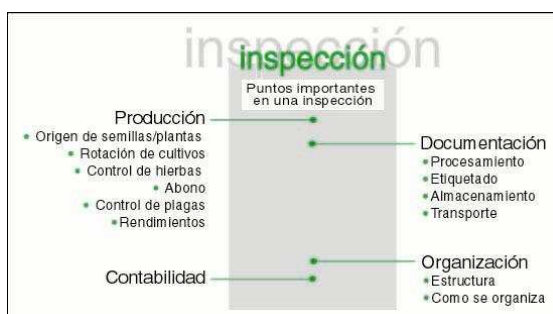 inspección
inspección
Puntos importantes
en una inspección
Producción
• Origen de semillas/plantas
• Rotación de cultivos
• Control de hierbas
• Abono
• Control de plagas
• Rendimientos
Documentación
• Procesamiento
• Etiquetado
• Almacenamiento
• Transporte
Contabilidad
Organización
• Estructura
• Como se organiza